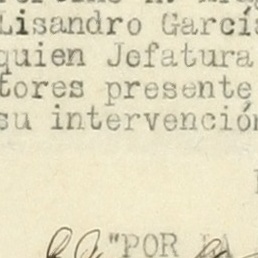 Lisandro García
quien Jefatura
tores presente
su intervención
"POR LA